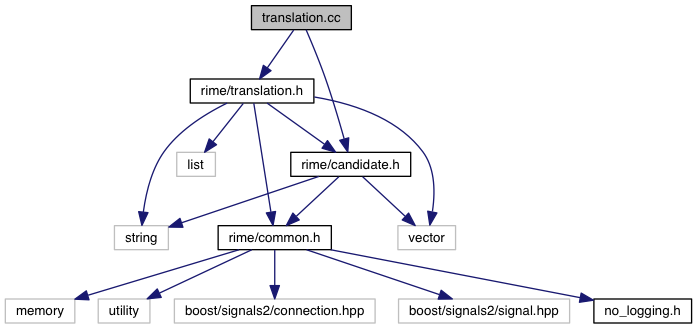 translation.cc
rime/translation.h
list
rime/candidate.h
string
rime/common.h
vector
memory
utility
boost/signals2/connection.hpp
boost/signals2/signal.hpp
no_logging.h